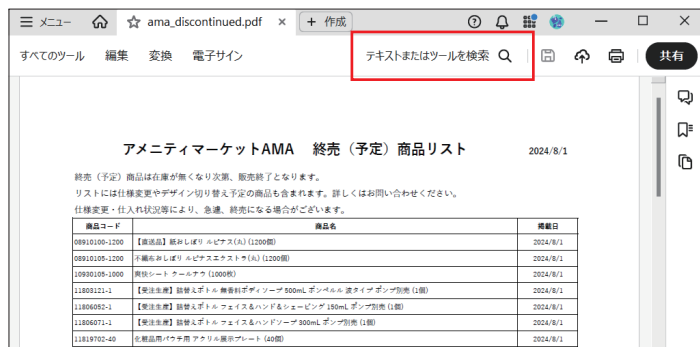 メニュー ama_discontinued.pdf × + 作成
すべてのツール 編集 変換 電子サイン テキストまたはツールを検索 共有
アメニティマーケットAMA 終売（予定）商品リスト 2024/8/1
終売（予定）商品は在庫が無くなり次第、販売終了となります。
リストには仕様変更やデザイン切り替え予定の商品も含まれます。詳しくはお問い合わせください。
仕様変更・仕入れ状況等により、急遽、終売になる場合がございます。
商品コード 商品名 掲載日
08910100-1200 【直送品】紙おしぼり ルピナス(丸)(1200個) 2024/8/1
08910105-1200 不織布おしぼり ルピナスエクストラ(丸)(1200個) 2024/8/1
10930105-1000 爽快シート クールナウ (1000枚) 2024/8/1
11803121-1 【受注生産】詰替えボトル 無香料ボディソープ 500mL ボンベルル 波タイプ ポンプ別売 (1個) 2024/8/1
11806052-1 【受注生産】詰替えボトル フェイス＆ハンド＆シェービング 150mL ポンプ別売 (1個) 2024/8/1
11806071-1 【受注生産】詰替えボトル フェイス＆ハンドソープ 300mL ポンプ別売 (1個) 2024/8/1
11819702-40 化粧品用パウチ用 アクリル展示プレート (40個) 2024/8/1